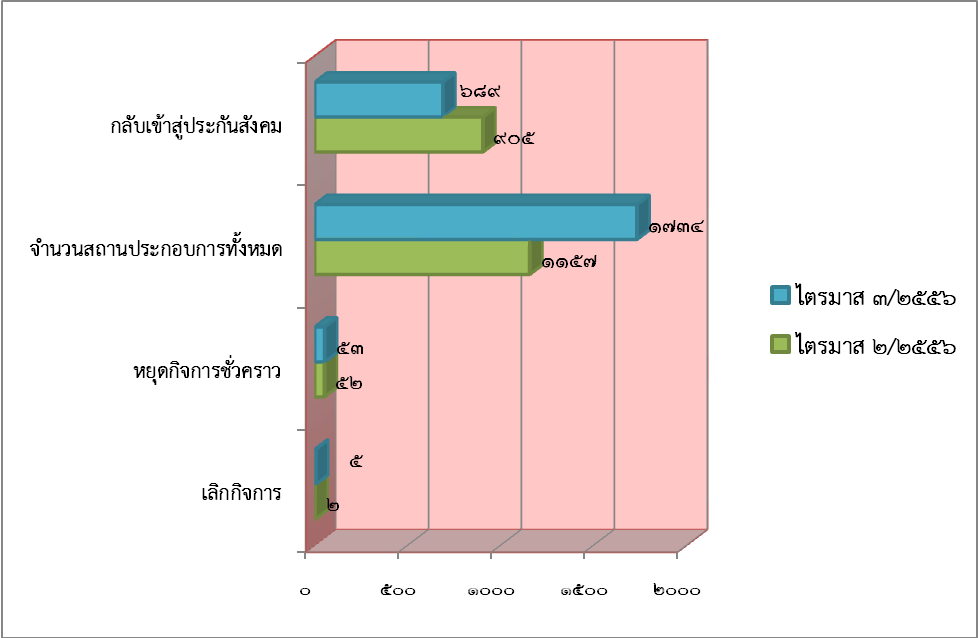 กลับเข้าสู่ประกันสังคม
๖๘๙
๙๐๕
จำนวนสถานประกอบการทั้งหมด
๑๗๓๔
๑๑๕๗
หยุดกิจการชั่วคราว
๕๓
๕๒
เลิกกิจการ
๕
๒
๐ ๕๐๐ ๑๐๐๐ ๑๕๐๐ ๒๐๐๐
ไตรมาส ๓/๒๕๕๖
ไตรมาส ๒/๒๕๕๖